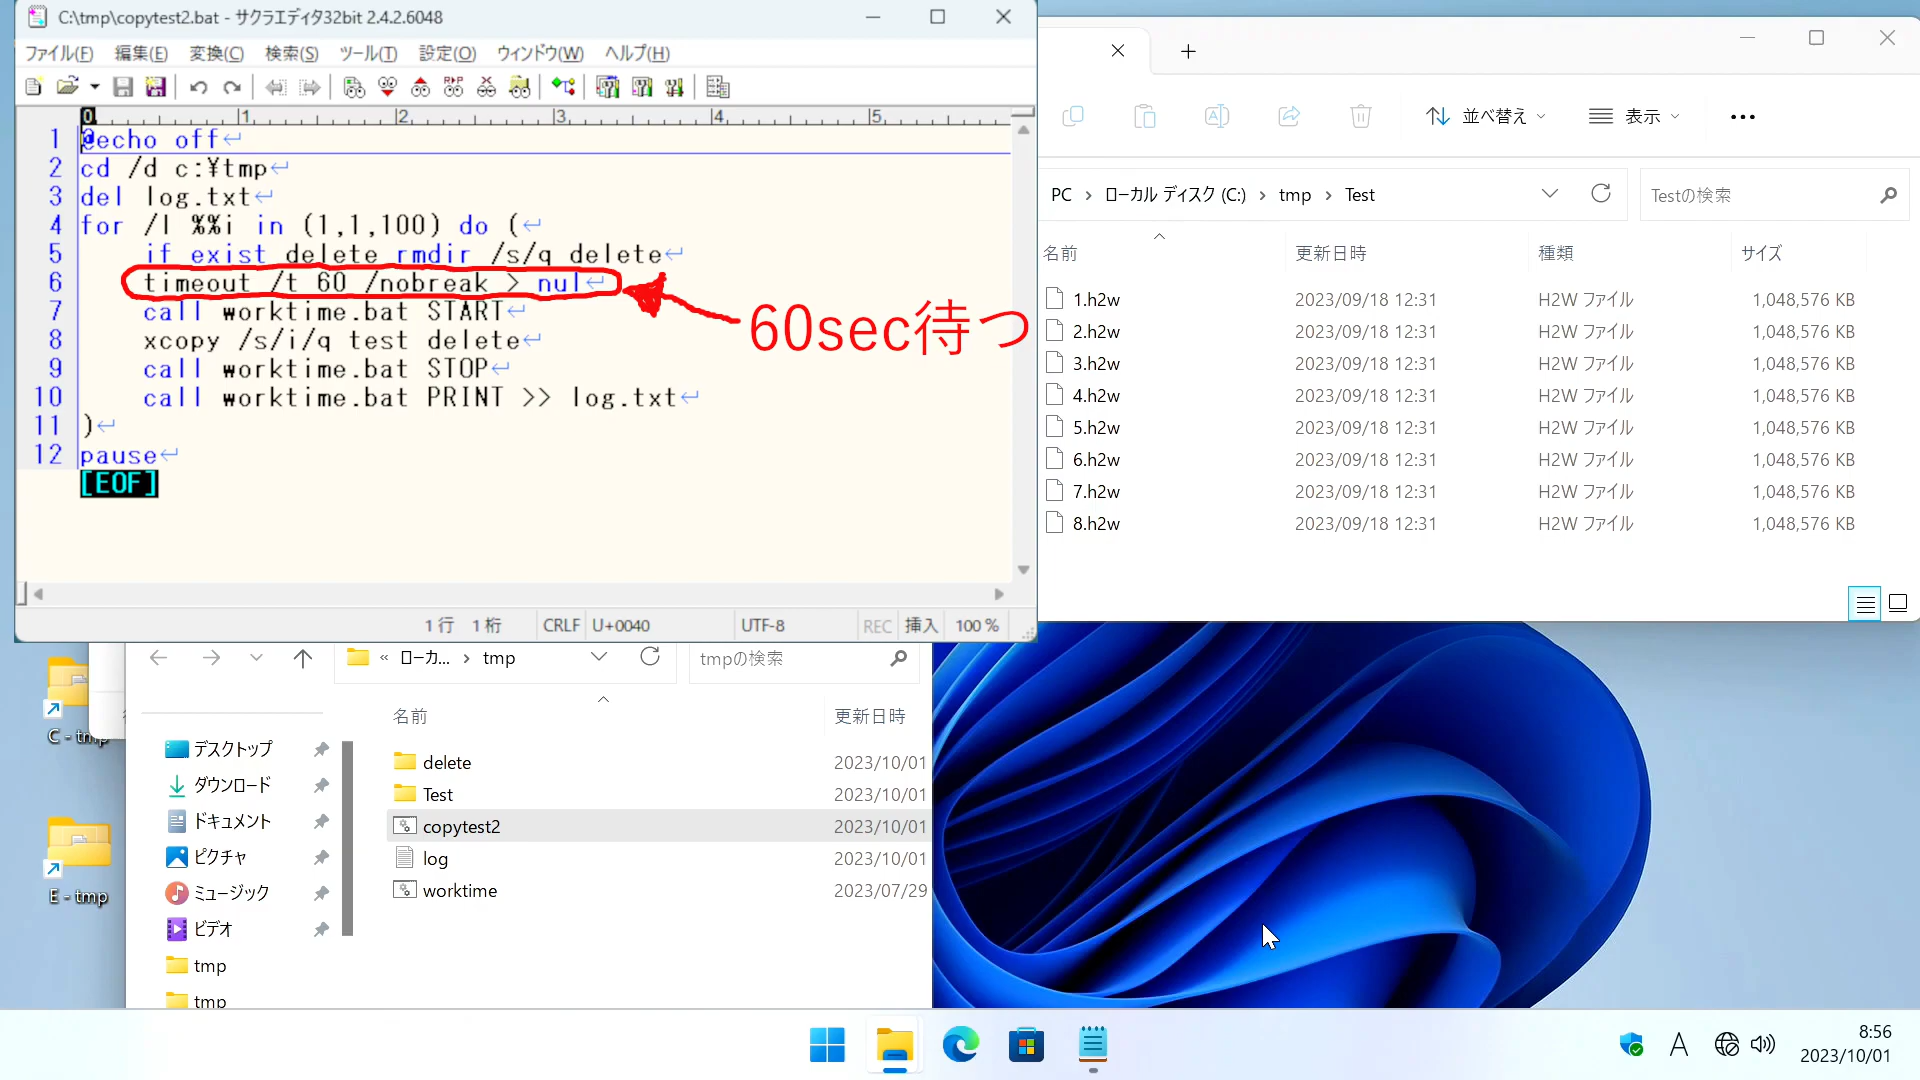 C:\tmp\copytest2.bat - サクラエディタ32bit 2.4.2.6048
ファイル(F) 編集(E) 変換(C) 検索(S) ツール(T) 設定(O) ウィンドウ(W) ヘルプ(H)
0 1 2 3 4 5
1 @echo off
2 cd /d c:¥tmp
3 del log.txt
4 for /l %%i in (1,1,100) do (
5 if exist delete rmdir /s/q delete
6 timeout /t 60 /nobreak > nul
7 call worktime.bat START
8 xcopy /s/i/q test delete
9 call worktime.bat STOP
10 call worktime.bat PRINT >> log.txt
11 )
12 pause
[EOF]
60sec待つ
1 行 1 桁 CRLF U+0040 UTF-8 REC 挿入 100 %
並べ替え 表示
PC > ローカル ディスク (C:) > tmp > Test
Testの検索
名前 更新日時 種類 サイズ
1.h2w 2023/09/18 12:31 H2W ファイル 1,048,576 KB
2.h2w 2023/09/18 12:31 H2W ファイル 1,048,576 KB
3.h2w 2023/09/18 12:31 H2W ファイル 1,048,576 KB
4.h2w 2023/09/18 12:31 H2W ファイル 1,048,576 KB
5.h2w 2023/09/18 12:31 H2W ファイル 1,048,576 KB
6.h2w 2023/09/18 12:31 H2W ファイル 1,048,576 KB
7.h2w 2023/09/18 12:31 H2W ファイル 1,048,576 KB
8.h2w 2023/09/18 12:31 H2W ファイル 1,048,576 KB
C - tmp
E - tmp
« ローカ... > tmp
tmpの検索
デスクトップ
ダウンロード
ドキュメント
ピクチャ
ミュージック
ビデオ
tmp
tmp
名前 更新日時
delete 2023/10/01
Test 2023/10/01
copytest2 2023/10/01
log 2023/10/01
worktime 2023/07/29
A
8:56
2023/10/01